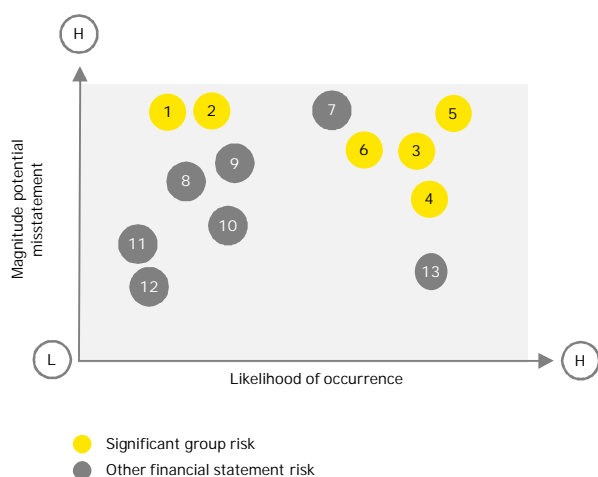 H
1
2
7
5
6
3
9
8
4
10
11
13
12
Magnitude potential
misstatement
L
H
Likelihood of occurrence
Significant group risk
Other financial statement risk